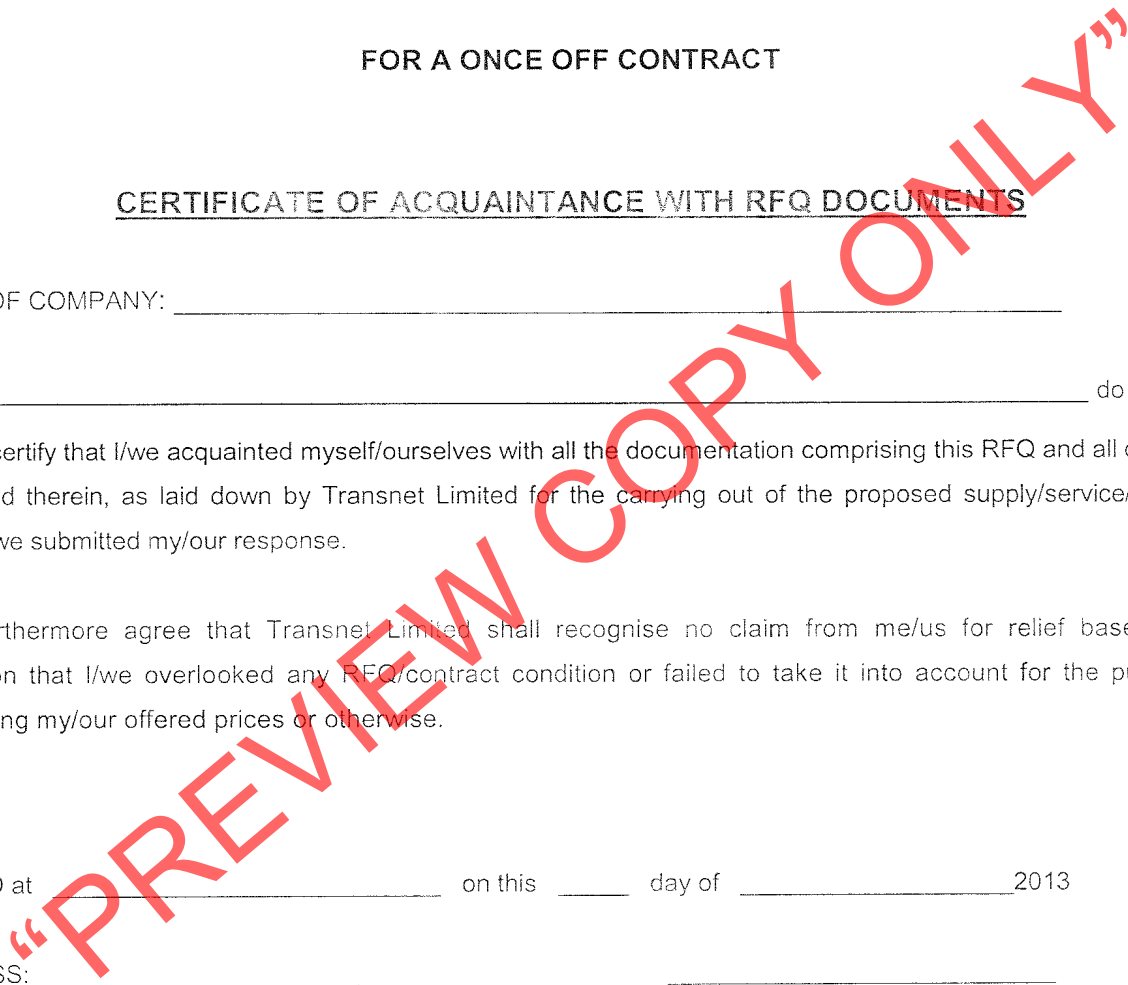 FOR A ONCE OFF CONTRACT
CERTIFICATE OF ACQUAINTANCE WITH RFQ DOCUMENTS
OF COMPANY:
do
certify that I/we acquainted myself/ourselves with all the documentation comprising this RFQ and all
d therein, as laid down by Transnet Limited for the carrying out of the proposed supply/service/
we submitted my/our response.
rthermore agree that Transnet Limited shall recognise no claim from me/us for relief base
on that I/we overlooked any RFQ/contract condition or failed to take it into account for the pu
ng my/our offered prices or otherwise.
D at on this day of 2013
SS:
“PREVIEW COPY ONLY”